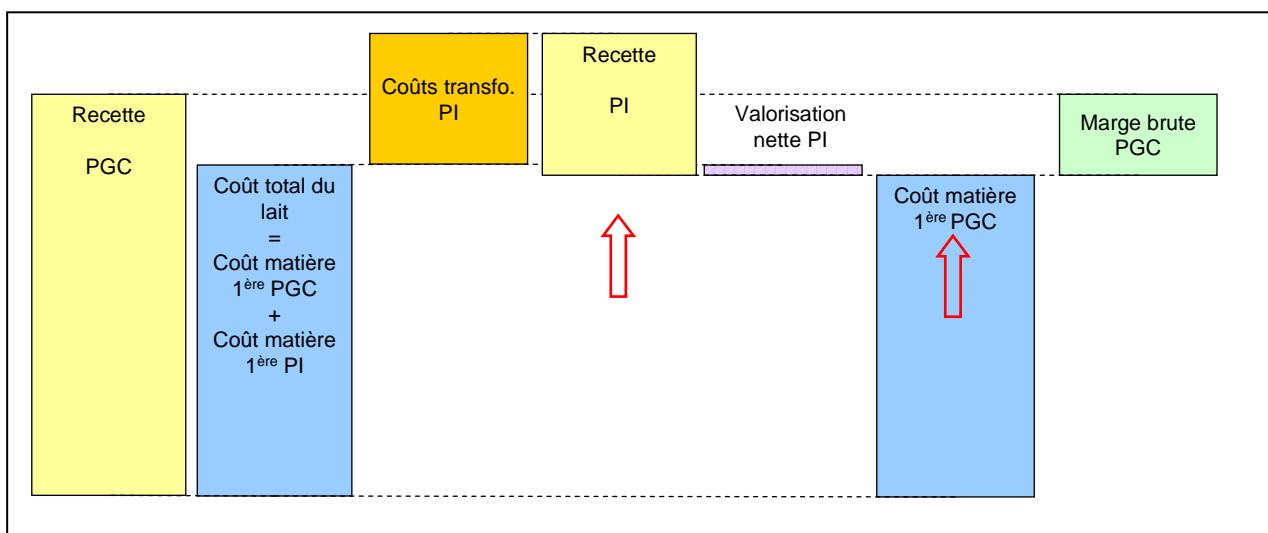 Recette
PGC
Coût total du
lait
=
Coût matière
1ère PGC
+
Coût matière
1ère PI
Coûts transfo.
PI
Recette
PI
Valorisation
nette PI
Coût matière
1ère PGC
Marge brute
PGC